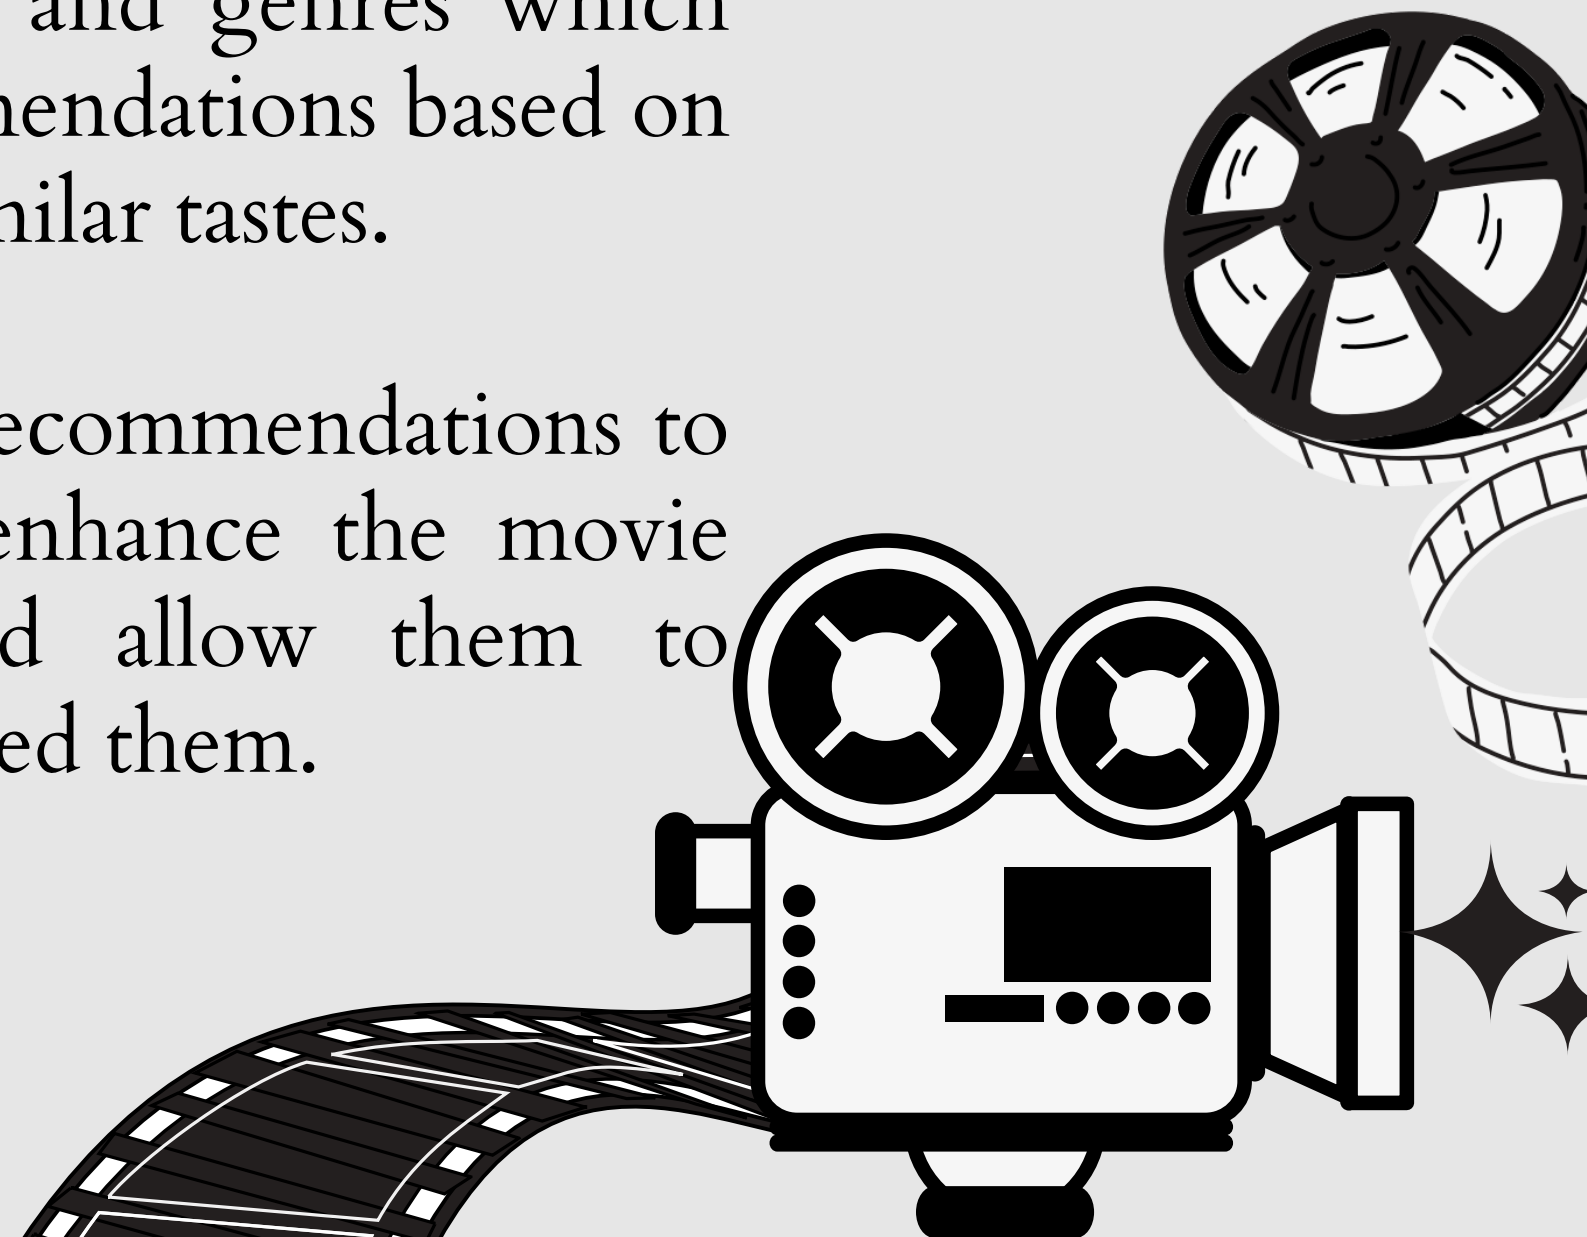 and genres which
mendations based on
milar tastes.
ecommendations to
enhance the movie
d allow them to
ed them.